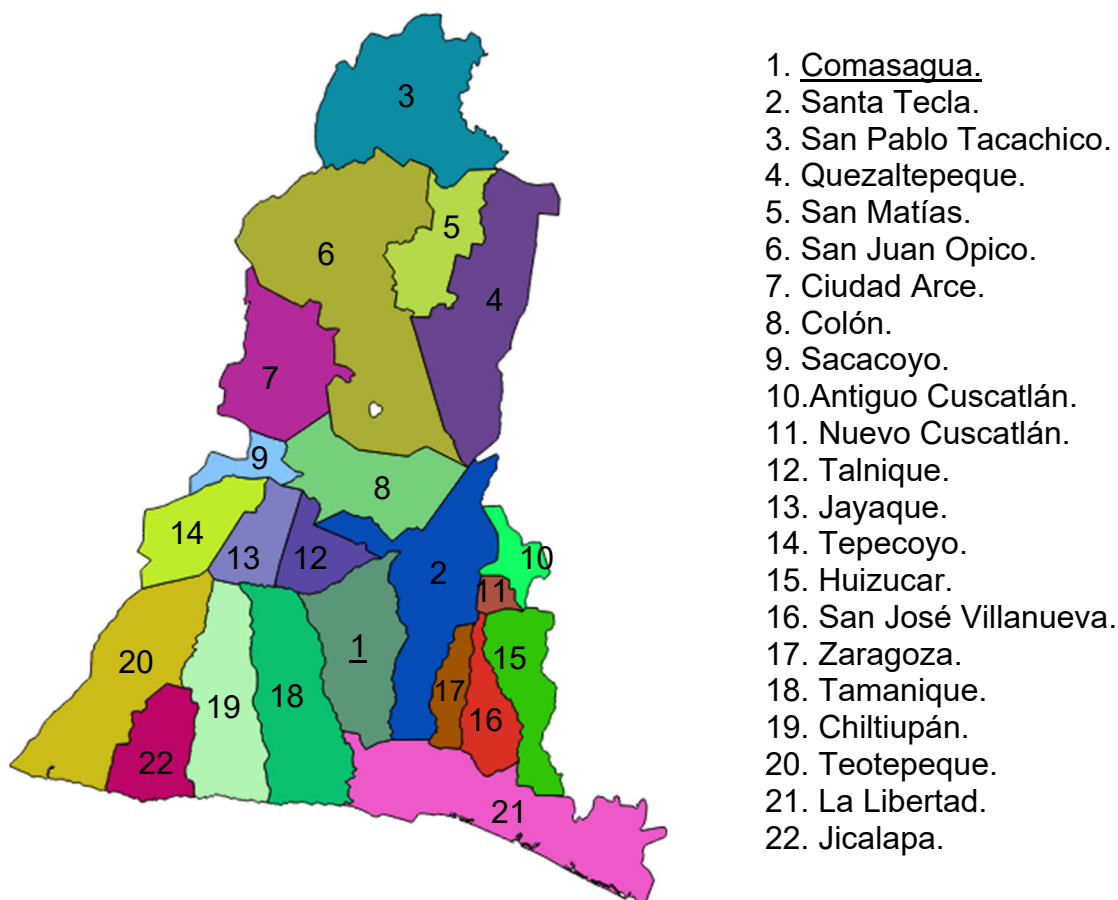 3
5
6
4
7
9
8
14
13
12
2
10
11
1
15
20
17
19
18
16
22
21
1. Comasagua.
2. Santa Tecla.
3. San Pablo Tacachico.
4. Quezaltepeque.
5. San Matías.
6. San Juan Opico.
7. Ciudad Arce.
8. Colón.
9. Sacacoyo.
10.Antiguo Cuscatlán.
11. Nuevo Cuscatlán.
12. Talnique.
13. Jayaque.
14. Tepecoyo.
15. Huizucar.
16. San José Villanueva.
17. Zaragoza.
18. Tamanique.
19. Chiltiupán.
20. Teotepeque.
21. La Libertad.
22. Jicalapa.